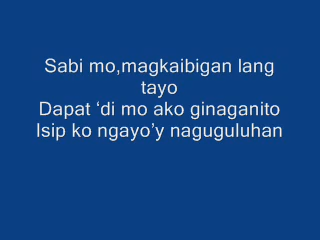 Sabi mo,magkaibigan lang
tayo
Dapat ‘di mo ako ginaganito
Isip ko ngayo’y naguguluhan